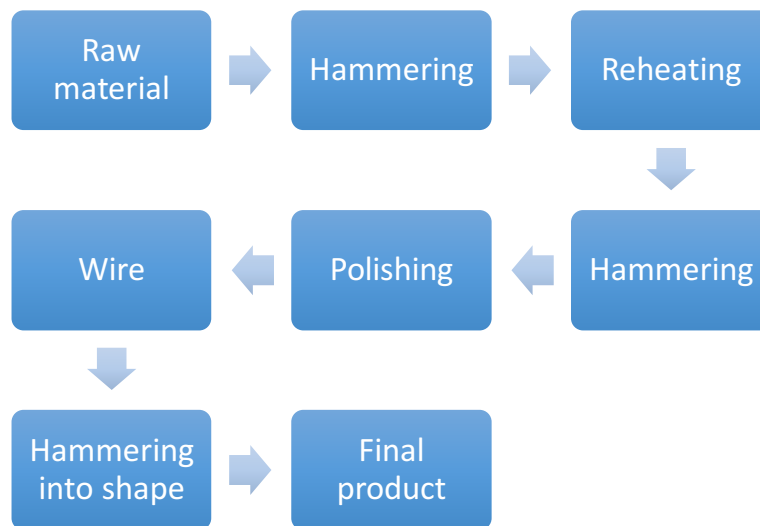 Raw
material
Hammering
Reheating
Hammering
Polishing
Wire
Hammering
into shape
Final
product